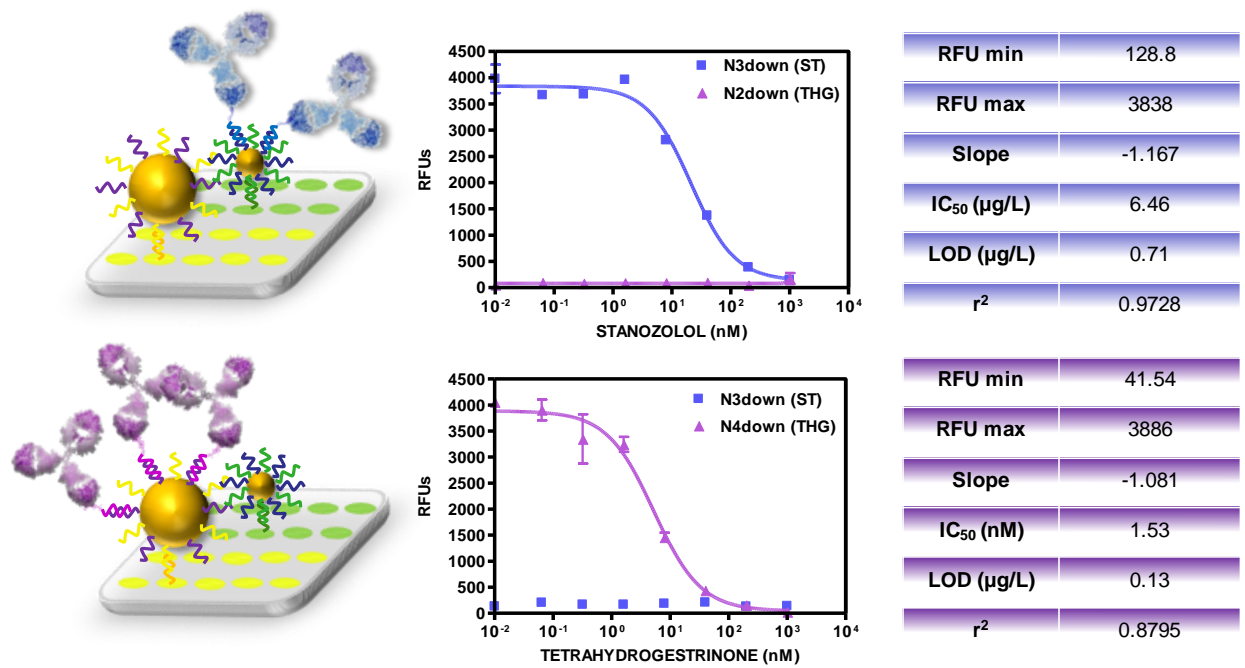 4500
4000
3500
3000
2500
2000
1500
1000
500
0
RFUs
N3down (ST)
N2down (THG)
10-2 10-1 100 101 102 103 104
STANOZOLOL (nM)
RFU min 128.8
RFU max 3838
Slope -1.167
IC50 (µg/L) 6.46
LOD (µg/L) 0.71
r2 0.9728
4500
4000
3500
3000
2500
2000
1500
1000
500
0
RFUs
N3down (ST)
N4down (THG)
10-2 10-1 100 101 102 103 104
TETRAHYDROGESTRINONE (nM)
RFU min 41.54
RFU max 3886
Slope -1.081
IC50 (nM) 1.53
LOD (µg/L) 0.13
r2 0.8795